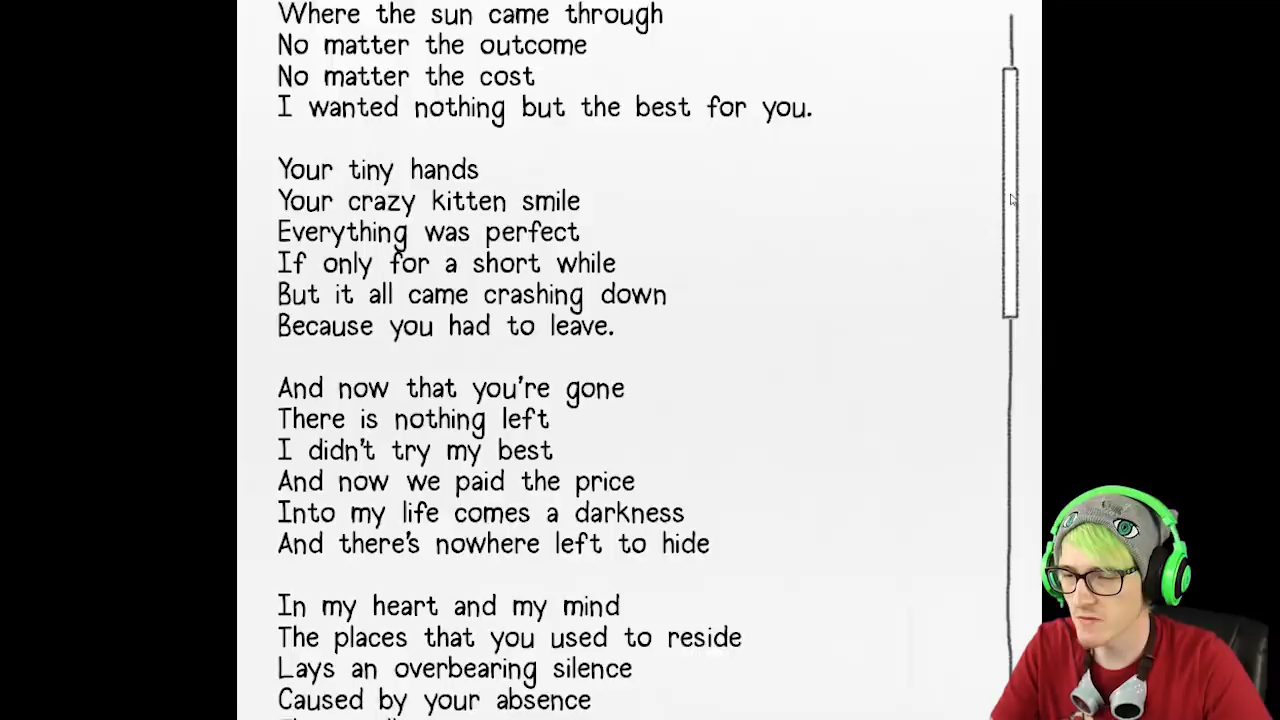 Where the sun came through
No matter the outcome
No matter the cost
I wanted nothing but the best for you.
Your tiny hands
Your crazy kitten smile
Everything was perfect
If only for a short while
But it all came crashing down
Because you had to leave.
And now that you're gone
There is nothing left
I didn't try my best
And now we paid the price
Into my life comes a darkness
And there's nowhere left to hide
In my heart and my mind
The places that you used to reside
Lays an overbearing silence
Caused by your absence